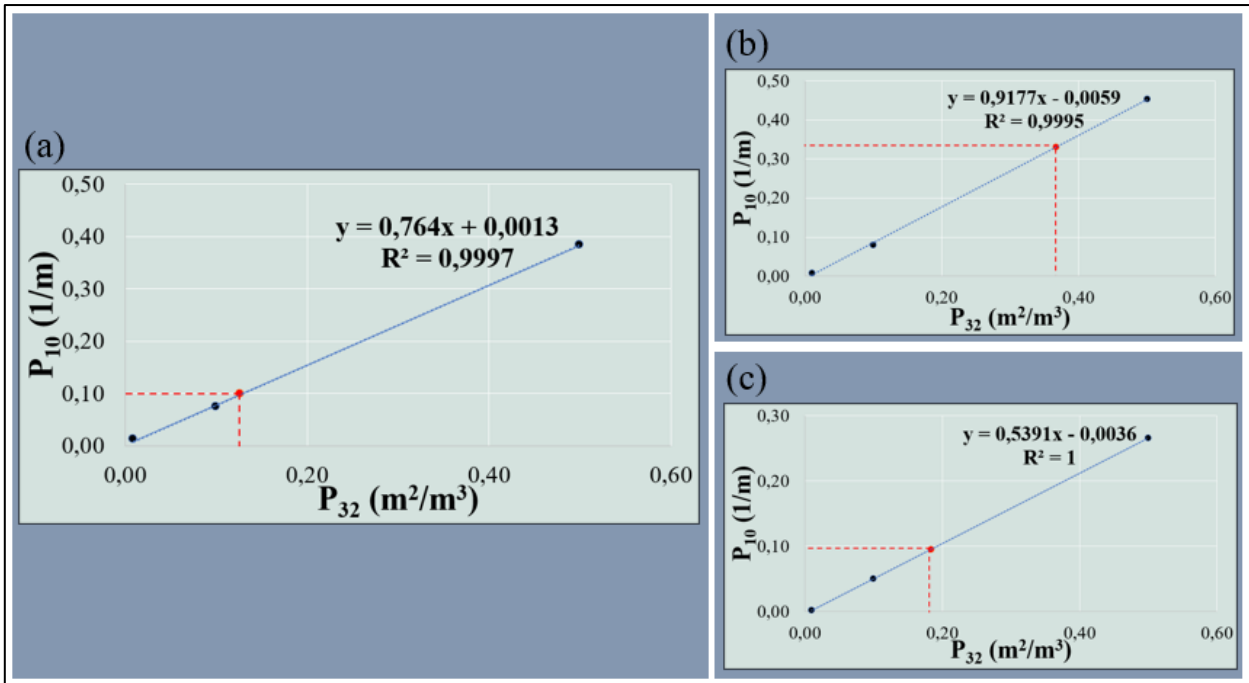 (a)
0,50
0,40
0,30
0,20
0,10
0,00
P₁₀ (1/m)
y = 0,764x + 0,0013
R² = 0,9997
0,00 0,20 0,40 0,60
P₃₂ (m²/m³)
(b)
0,50
0,40
0,30
0,20
0,10
0,00
P₁₀ (1/m)
y = 0,9177x - 0,0059
R² = 0,9995
0,00 0,20 0,40 0,60
P₃₂ (m²/m³)
(c)
0,30
0,20
0,10
0,00
P₁₀ (1/m)
y = 0,5391x - 0,0036
R² = 1
0,00 0,20 0,40 0,60
P₃₂ (m²/m³)